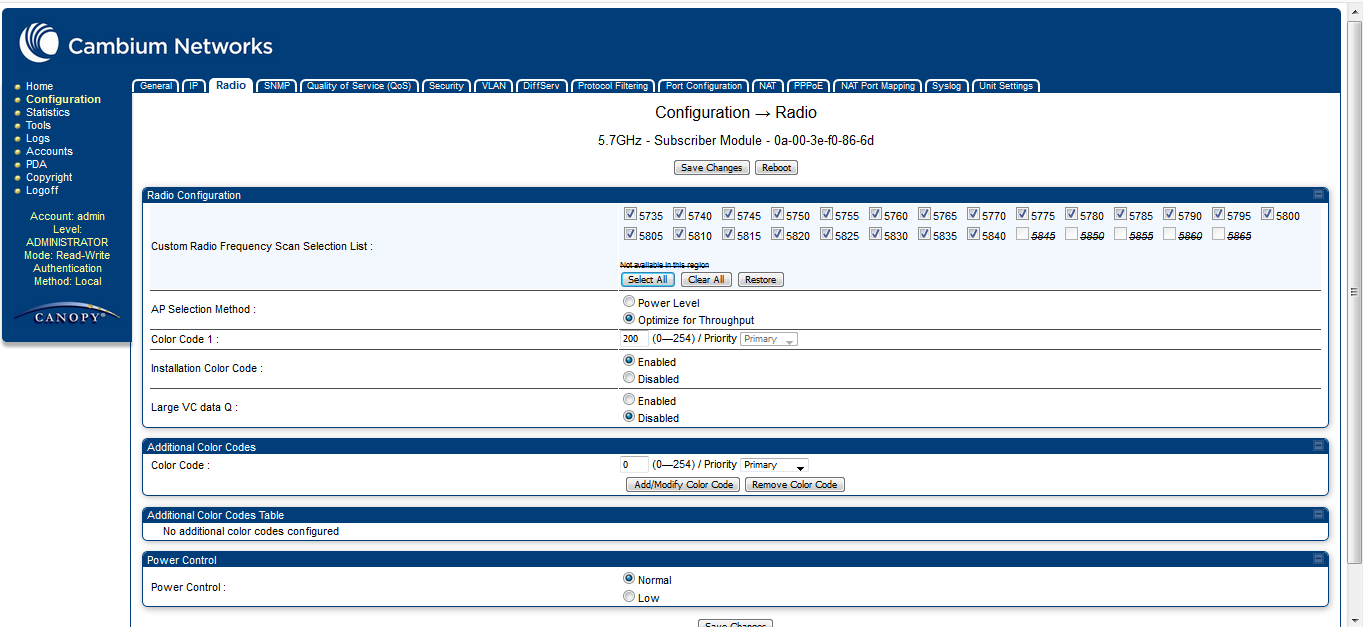 Cambium Networks
Home
Configuration
Statistics
Tools
Logs
Accounts
PDA
Copyright
Logoff
Account: admin
Level:
ADMINISTRATOR
Mode: Read-Write
Authentication
Method: Local
CANOPY®
General IP Radio SNMP Quality of Service (QoS) Security VLAN DiffServ Protocol Filtering Port Configuration NAT PPPoE NAT Port Mapping Syslog Unit Settings
Configuration → Radio
5.7GHz - Subscriber Module - 0a-00-3e-f0-86-6d
Save Changes Reboot
Radio Configuration
5735 5740 5745 5750 5755 5760 5765 5770 5775 5780 5785 5790 5795 5800
5805 5810 5815 5820 5825 5830 5835 5840 5845 5850 5855 5860 5865
Custom Radio Frequency Scan Selection List :
Not available in this region
Select All Clear All Restore
AP Selection Method :
Power Level
Optimize for Throughput
Color Code 1 : 200 (0—254) / Priority Primary
Installation Color Code :
Enabled
Disabled
Large VC data Q :
Enabled
Disabled
Additional Color Codes
Color Code : 0 (0—254) / Priority Primary
Add/Modify Color Code Remove Color Code
Additional Color Codes Table
No additional color codes configured
Power Control
Power Control :
Normal
Low
Save Changes